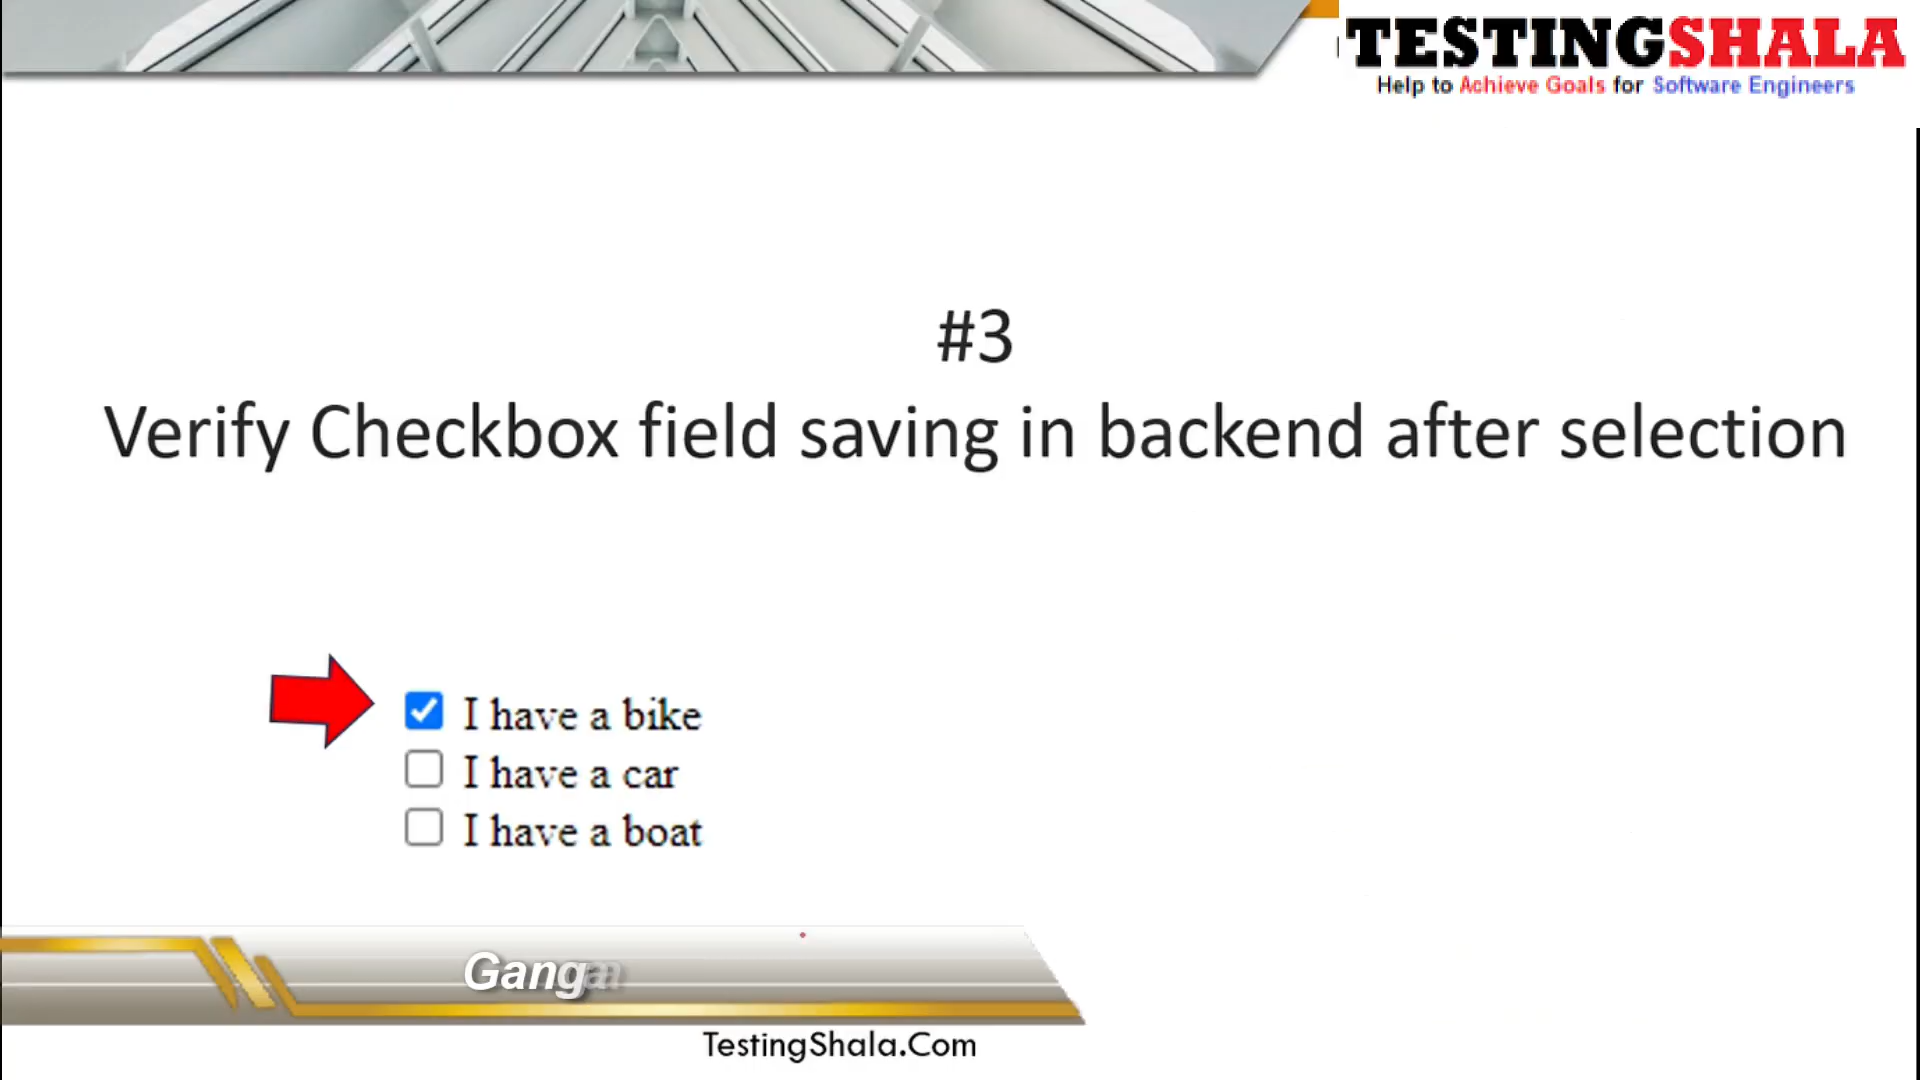 TESTINGSHALA
Help to Achieve Goals for Software Engineers
#3
Verify Checkbox field saving in backend after selection
I have a bike
I have a car
I have a boat
TestingShala.Com